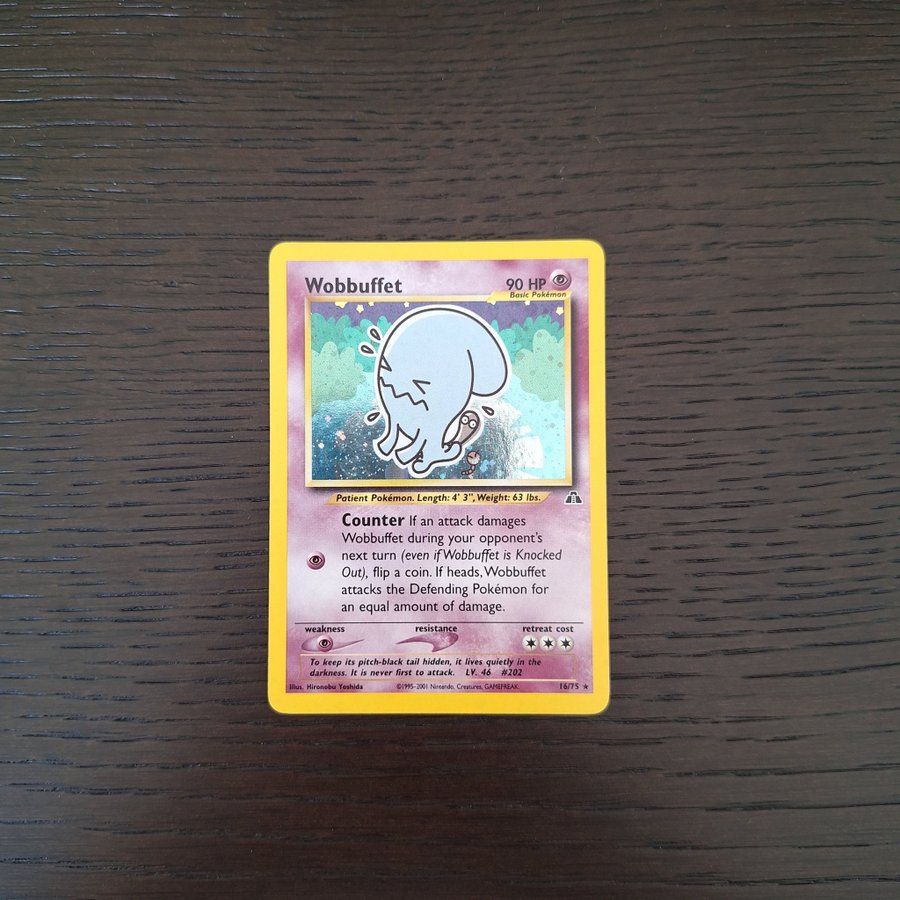 Wobbuffet 90 HP
Basic Pokémon
Patient Pokémon. Length: 4' 3", Weight: 63 lbs.
Counter If an attack damages
Wobbuffet during your opponent's
next turn (even if Wobbuffet is Knocked
Out), flip a coin. If heads, Wobbuffet
attacks the Defending Pokémon for
an equal amount of damage.
weakness resistance retreat cost
To keep its pitch-black tail hidden, it lives quietly in the
darkness. It is never first to attack. LV. 46 #202
Illus. Hironobu Yoshida ©1995-2001 Nintendo, Creatures, GAMEFREAK. 16/75 ★